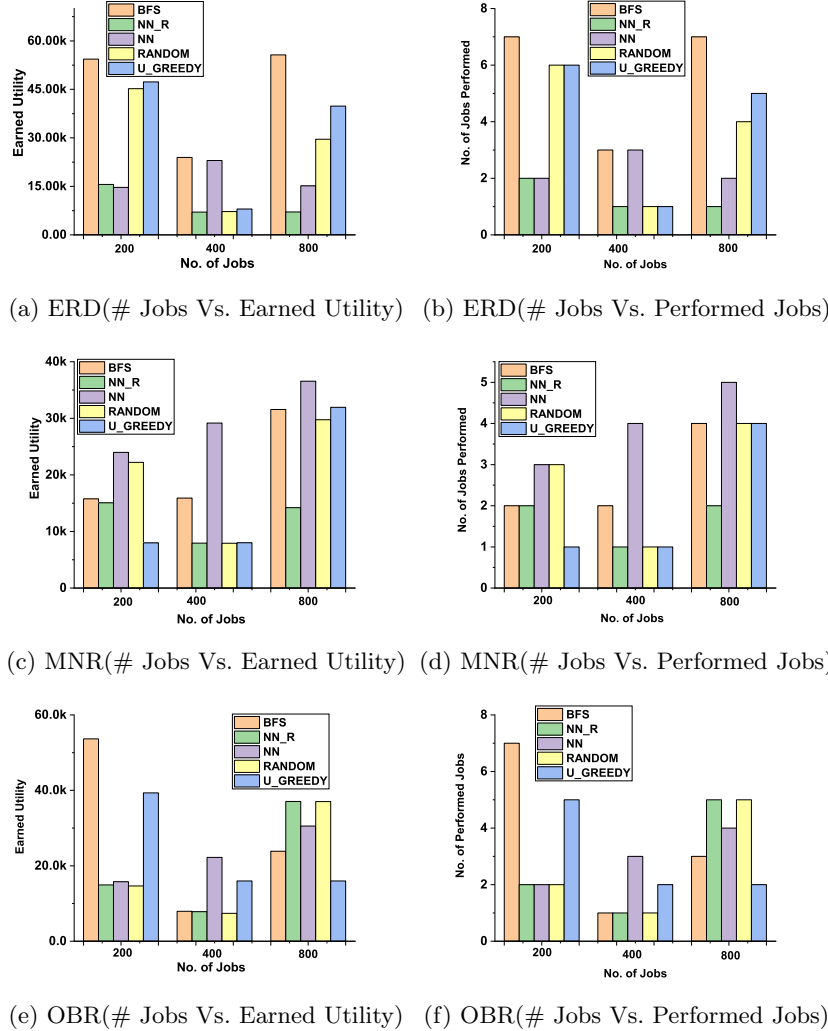 BFS
NN_R
NN
RANDOM
U_GREEDY
60.00k
45.00k
30.00k
15.00k
0.00
Earned Utility
200 400 800
No. of Jobs
BFS
NN_R
NN
RANDOM
U_GREEDY
8
6
4
2
0
No. of Jobs Performed
200 400 800
No. of Jobs
(a) ERD(# Jobs Vs. Earned Utility)
(b) ERD(# Jobs Vs. Performed Jobs)
BFS
NN_R
NN
RANDOM
U_GREEDY
40k
30k
20k
10k
0
Earned Utility
200 400 800
No. of Jobs
BFS
NN_R
NN
RANDOM
U_GREEDY
5
4
3
2
1
0
No. of Jobs Performed
200 400 800
No. of Jobs
(c) MNR(# Jobs Vs. Earned Utility)
(d) MNR(# Jobs Vs. Performed Jobs)
BFS
NN_R
NN
RANDOM
U_GREEDY
60.0k
40.0k
20.0k
0.0
Earned Utility
200 400 800
No. of Jobs
BFS
NN_R
NN
RANDOM
U_GREEDY
8
6
4
2
0
No. of Performed Jobs
200 400 800
No. of Jobs
(e) OBR(# Jobs Vs. Earned Utility)
(f) OBR(# Jobs Vs. Performed Jobs)